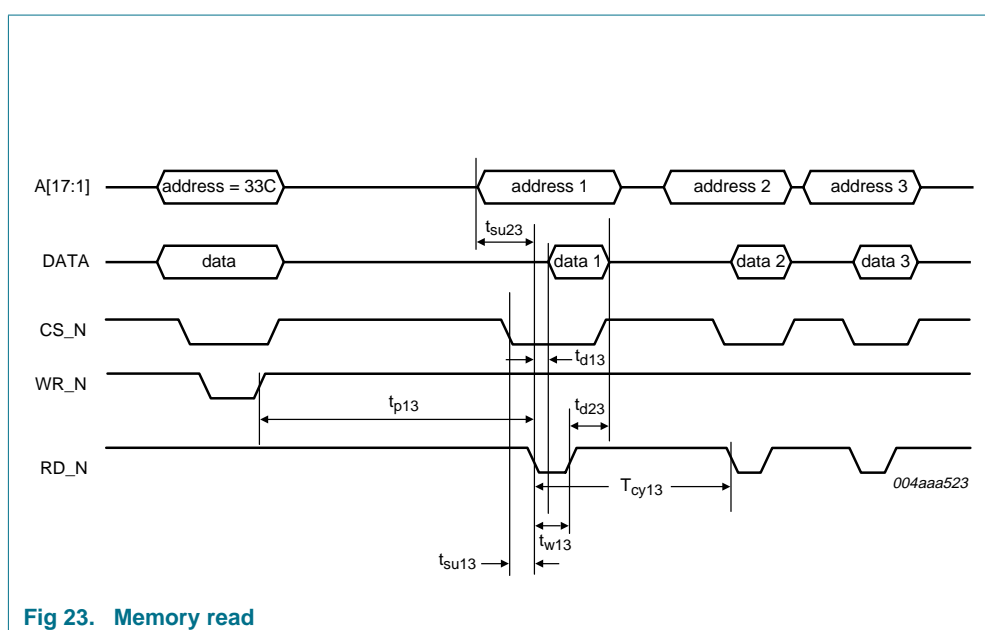 A[17:1] address = 33C address 1 address 2 address 3
tsu23
DATA data data 1 data 2 data 3
CS_N
td13
WR_N
tp13 td23
RD_N
Tcy13 004aaa523
tw13
tsu13
Fig 23. Memory read